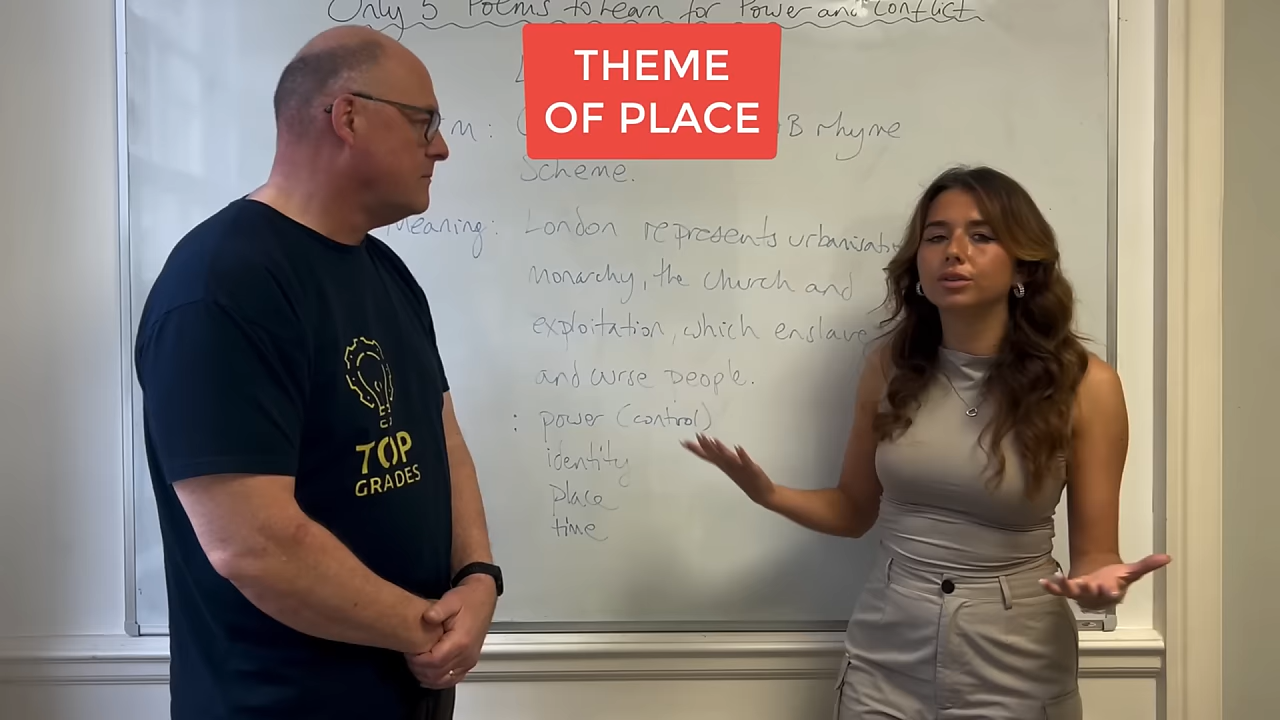 Only 5 Poems to Learn for Power and Conflict
THEME
OF PLACE
B rhyme
Scheme.
Meaning: London represents urbanisatio
monarchy, the church and
exploitation, which enslave
and curse people.
: power (control)
identity
place
time
TOP
GRADES